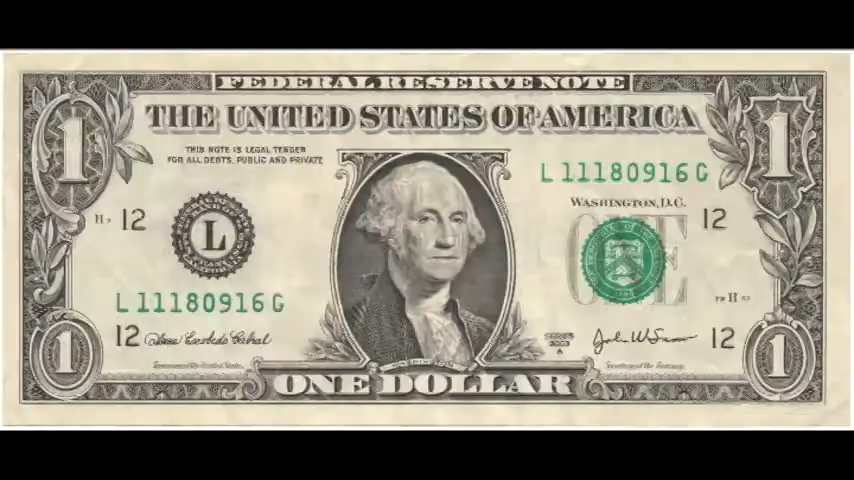 FEDERAL RESERVE NOTE
THE UNITED STATES OF AMERICA
1
1
THIS NOTE IS LEGAL TENDER
FOR ALL DEBTS, PUBLIC AND PRIVATE
L 11180916 G
WASHINGTON, D.C.
H
12
L
12
ONE
L 11180916 G
H
12
SERIES
2003
A
12
1
1
ONE DOLLAR